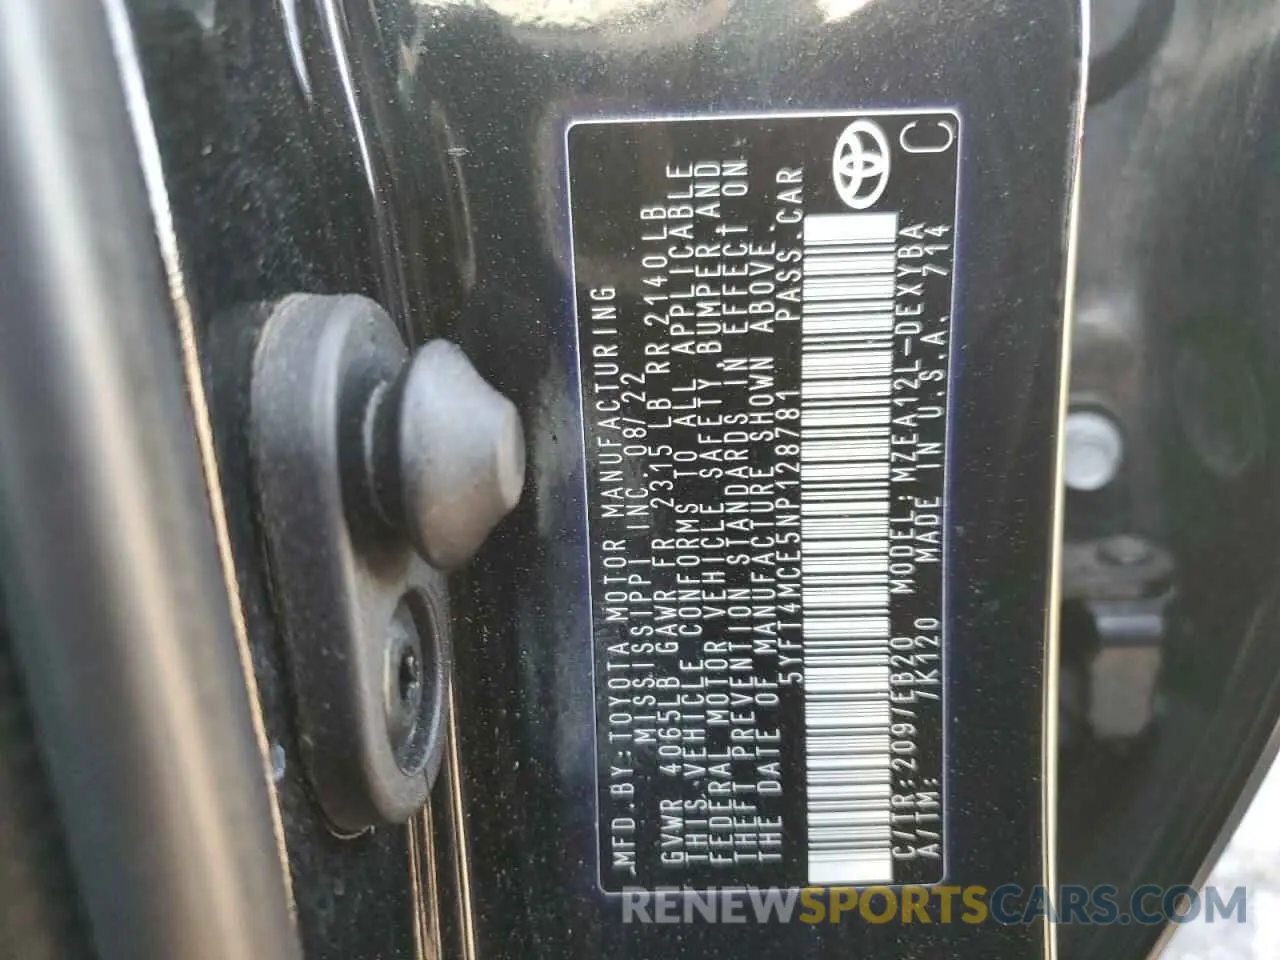 MFD.BY:TOYOTA MOTOR MANUFACTURING
MISSISSIPPI INC. 08/22
GVWR 4065LB GAWR FR 2315LB RR 2140LB
THIS VEHICLE CONFORMS TO ALL APPLICABLE
FEDERAL MOTOR VEHICLE SAFETY, BUMPER, AND
THEFT PREVENTION STANDARDS IN EFFECT ON
THE DATE OF MANUFACTURE SHOWN ABOVE.
5YFT4MCE5NP128781 PASS.CAR
C/TR:209/EB20 MODEL:MZEA12L-DEXYBA
A/TM: /K120 MADE IN U.S.A. 714
C
RENEWSPORTSCARS.COM